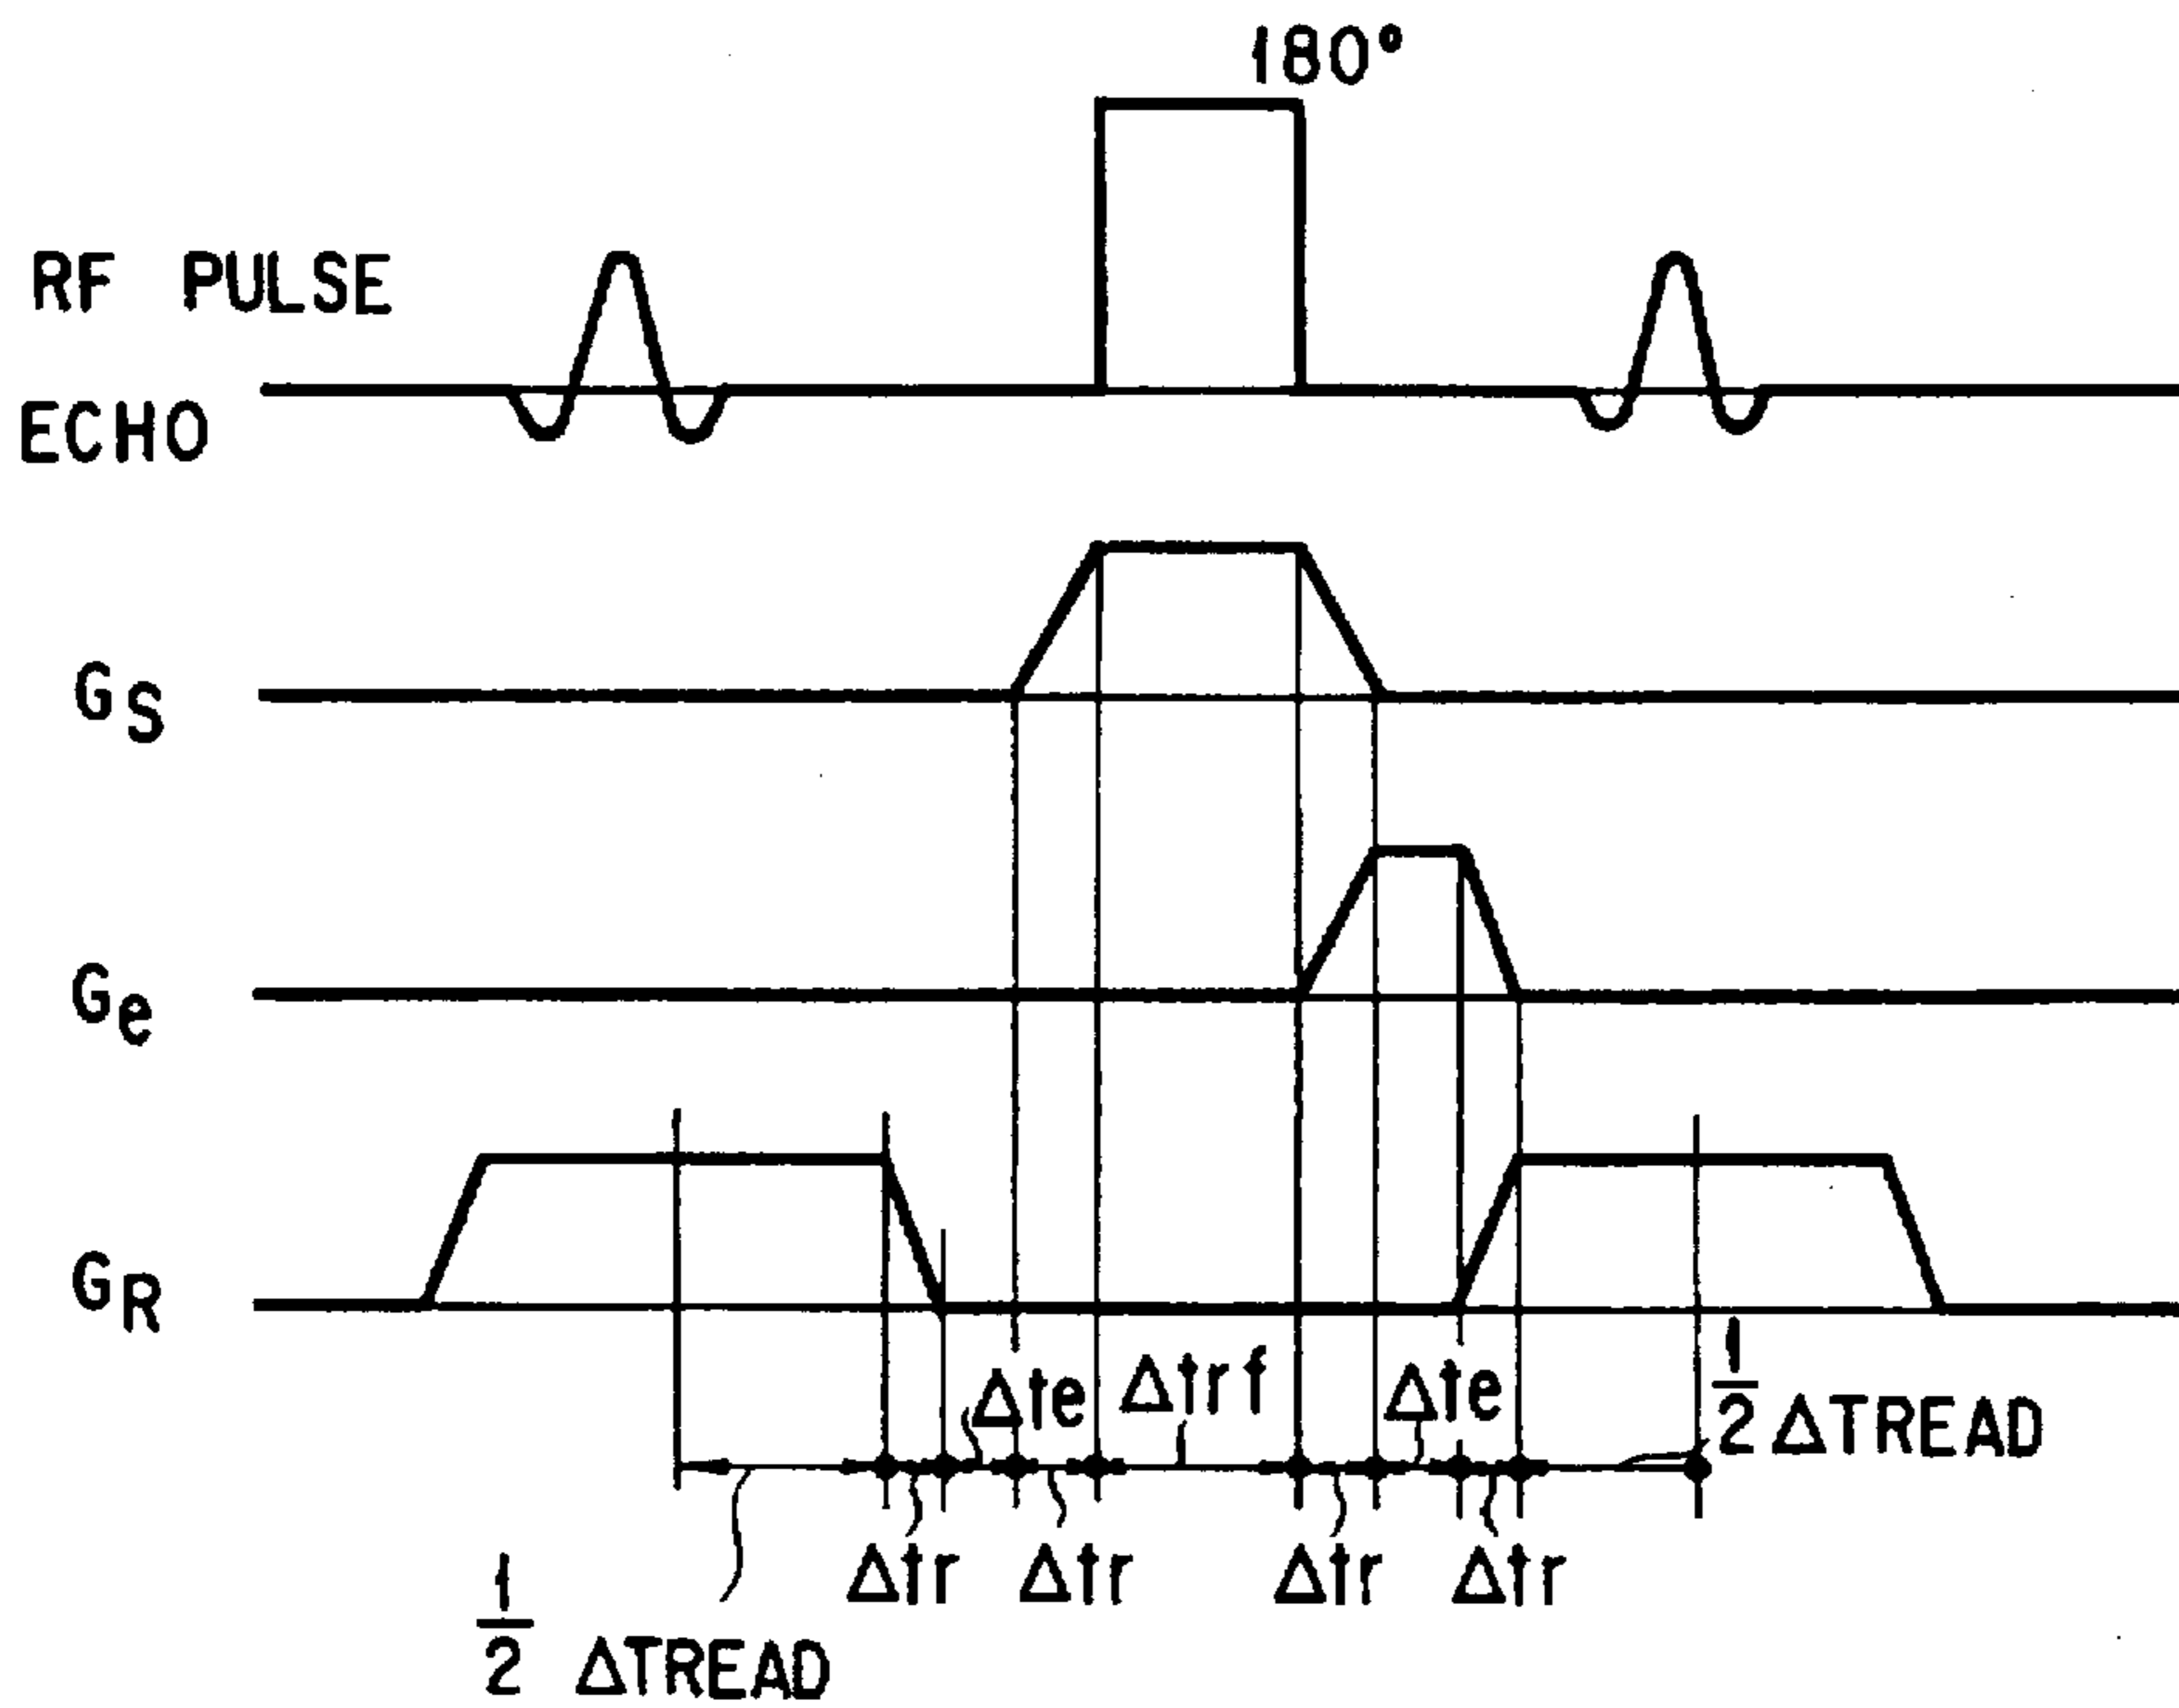 180°
RF PULSE
ECHO
GS
Ge
GR
Δte Δtrf Δte 1/2 ΔTREAD
Δtr Δtr Δtr Δtr
1/2 ΔTREAD